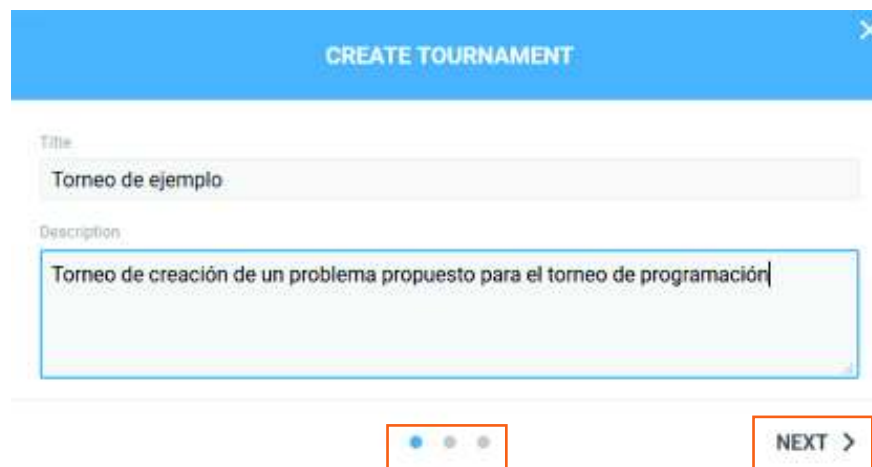 CREATE TOURNAMENT
Title
Torneo de ejemplo
Description
Torneo de creación de un problema propuesto para el torneo de programación
NEXT >